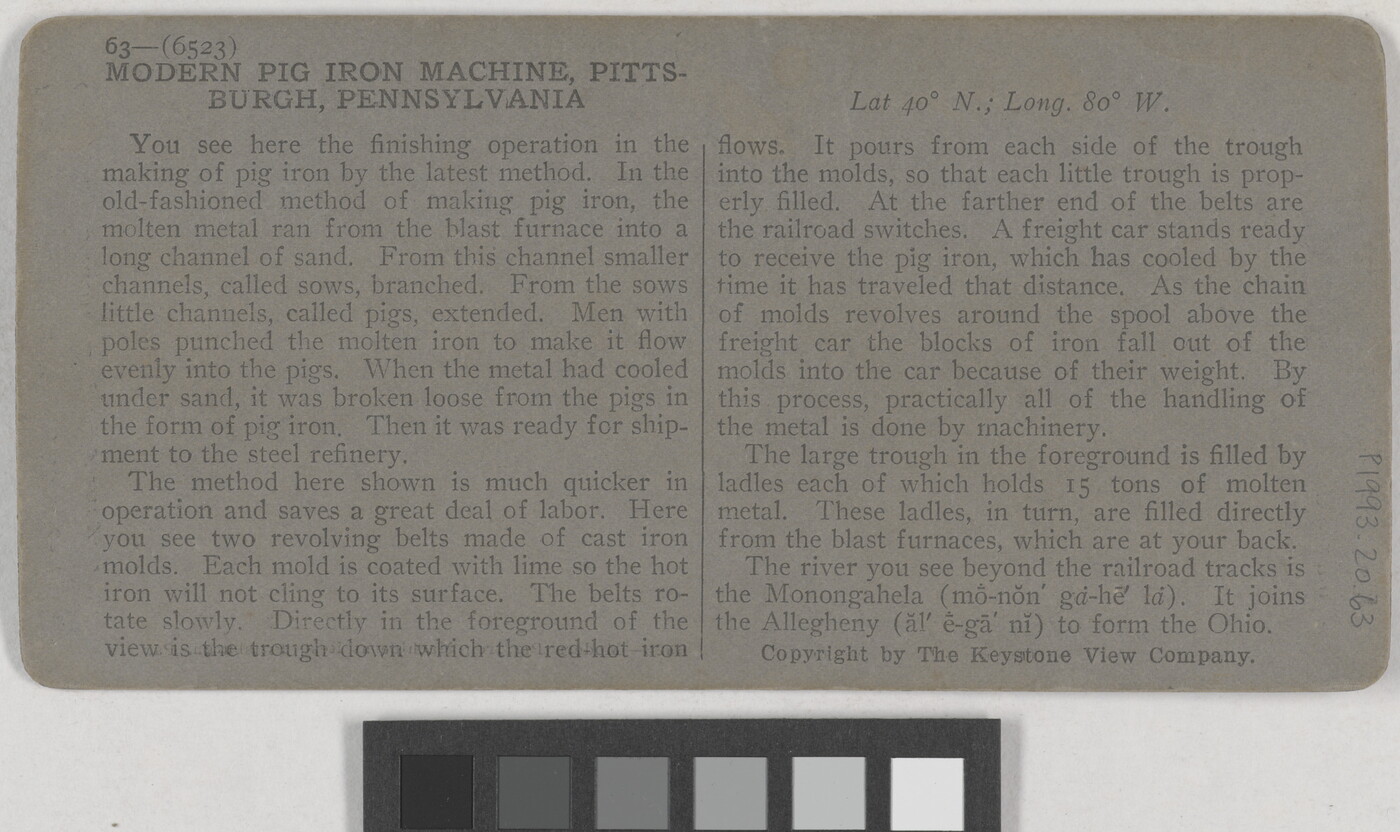 63—(6523)
MODERN PIG IRON MACHINE, PITTS-
BURGH, PENNSYLVANIA
Lat 40° N.; Long. 80° W.
You see here the finishing operation in the
making of pig iron by the latest method. In the
old-fashioned method of making pig iron, the
molten metal ran from the blast furnace into a
long channel of sand. From this channel smaller
channels, called sows, branched. From the sows
little channels, called pigs, extended. Men with
poles punched the molten iron to make it flow
evenly into the pigs. When the metal had cooled
under sand, it was broken loose from the pigs in
the form of pig iron. Then it was ready for ship-
ment to the steel refinery.
The method here shown is much quicker in
operation and saves a great deal of labor. Here
you see two revolving belts made of cast iron
molds. Each mold is coated with lime so the hot
iron will not cling to its surface. The belts ro-
tate slowly. Directly in the foreground of the
view is the trough down which the red-hot iron
flows. It pours from each side of the trough
into the molds, so that each little trough is prop-
erly filled. At the farther end of the belts are
the railroad switches. A freight car stands ready
to receive the pig iron, which has cooled by the
time it has traveled that distance. As the chain
of molds revolves around the spool above the
freight car the blocks of iron fall out of the
molds into the car because of their weight. By
this process, practically all of the handling of
the metal is done by machinery.
The large trough in the foreground is filled by
ladles each of which holds 15 tons of molten
metal. These ladles, in turn, are filled directly
from the blast furnaces, which are at your back.
The river you see beyond the railroad tracks is
the Monongahela (mô-nŏn′ gȧ-hē′ lȧ). It joins
the Allegheny (ăl′ ē-gā′ nĭ) to form the Ohio.
Copyright by The Keystone View Company.
P1993.20.63